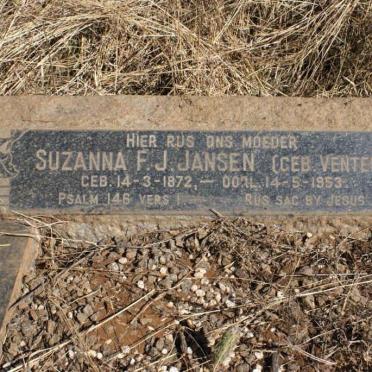 HIER RUS ONS MOEDER
SUZANNA F.J. JANSEN (GEB VENTER
GEB. 14-3-1872, — OORL. 14-5-1953.
PSALM 146 VERS 1 RUS SAG BY JESUS